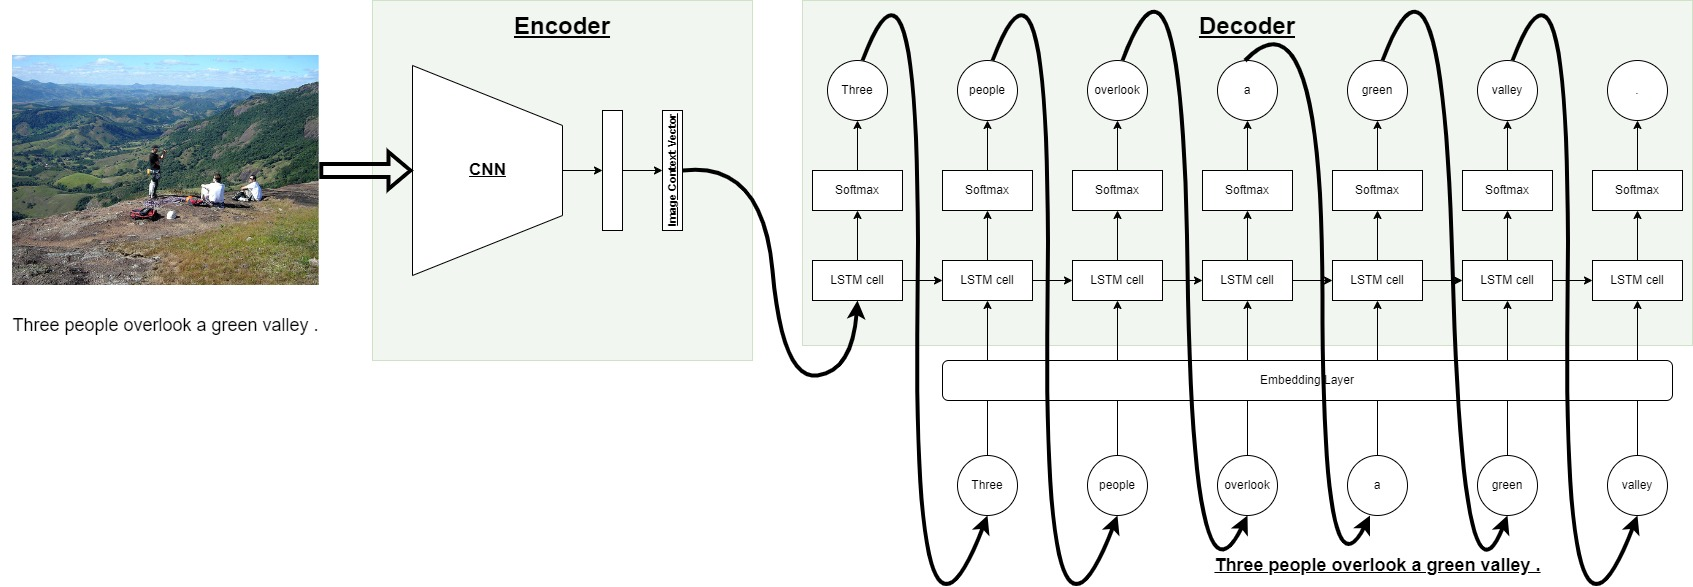 Encoder
Decoder
Three people overlook a green valley .
CNN
Image Context Vector
Three people overlook a green valley .
Softmax Softmax Softmax Softmax Softmax Softmax Softmax
LSTM cell LSTM cell LSTM cell LSTM cell LSTM cell LSTM cell LSTM cell
Embedding Layer
Three people overlook a green valley
Three people overlook a green valley .